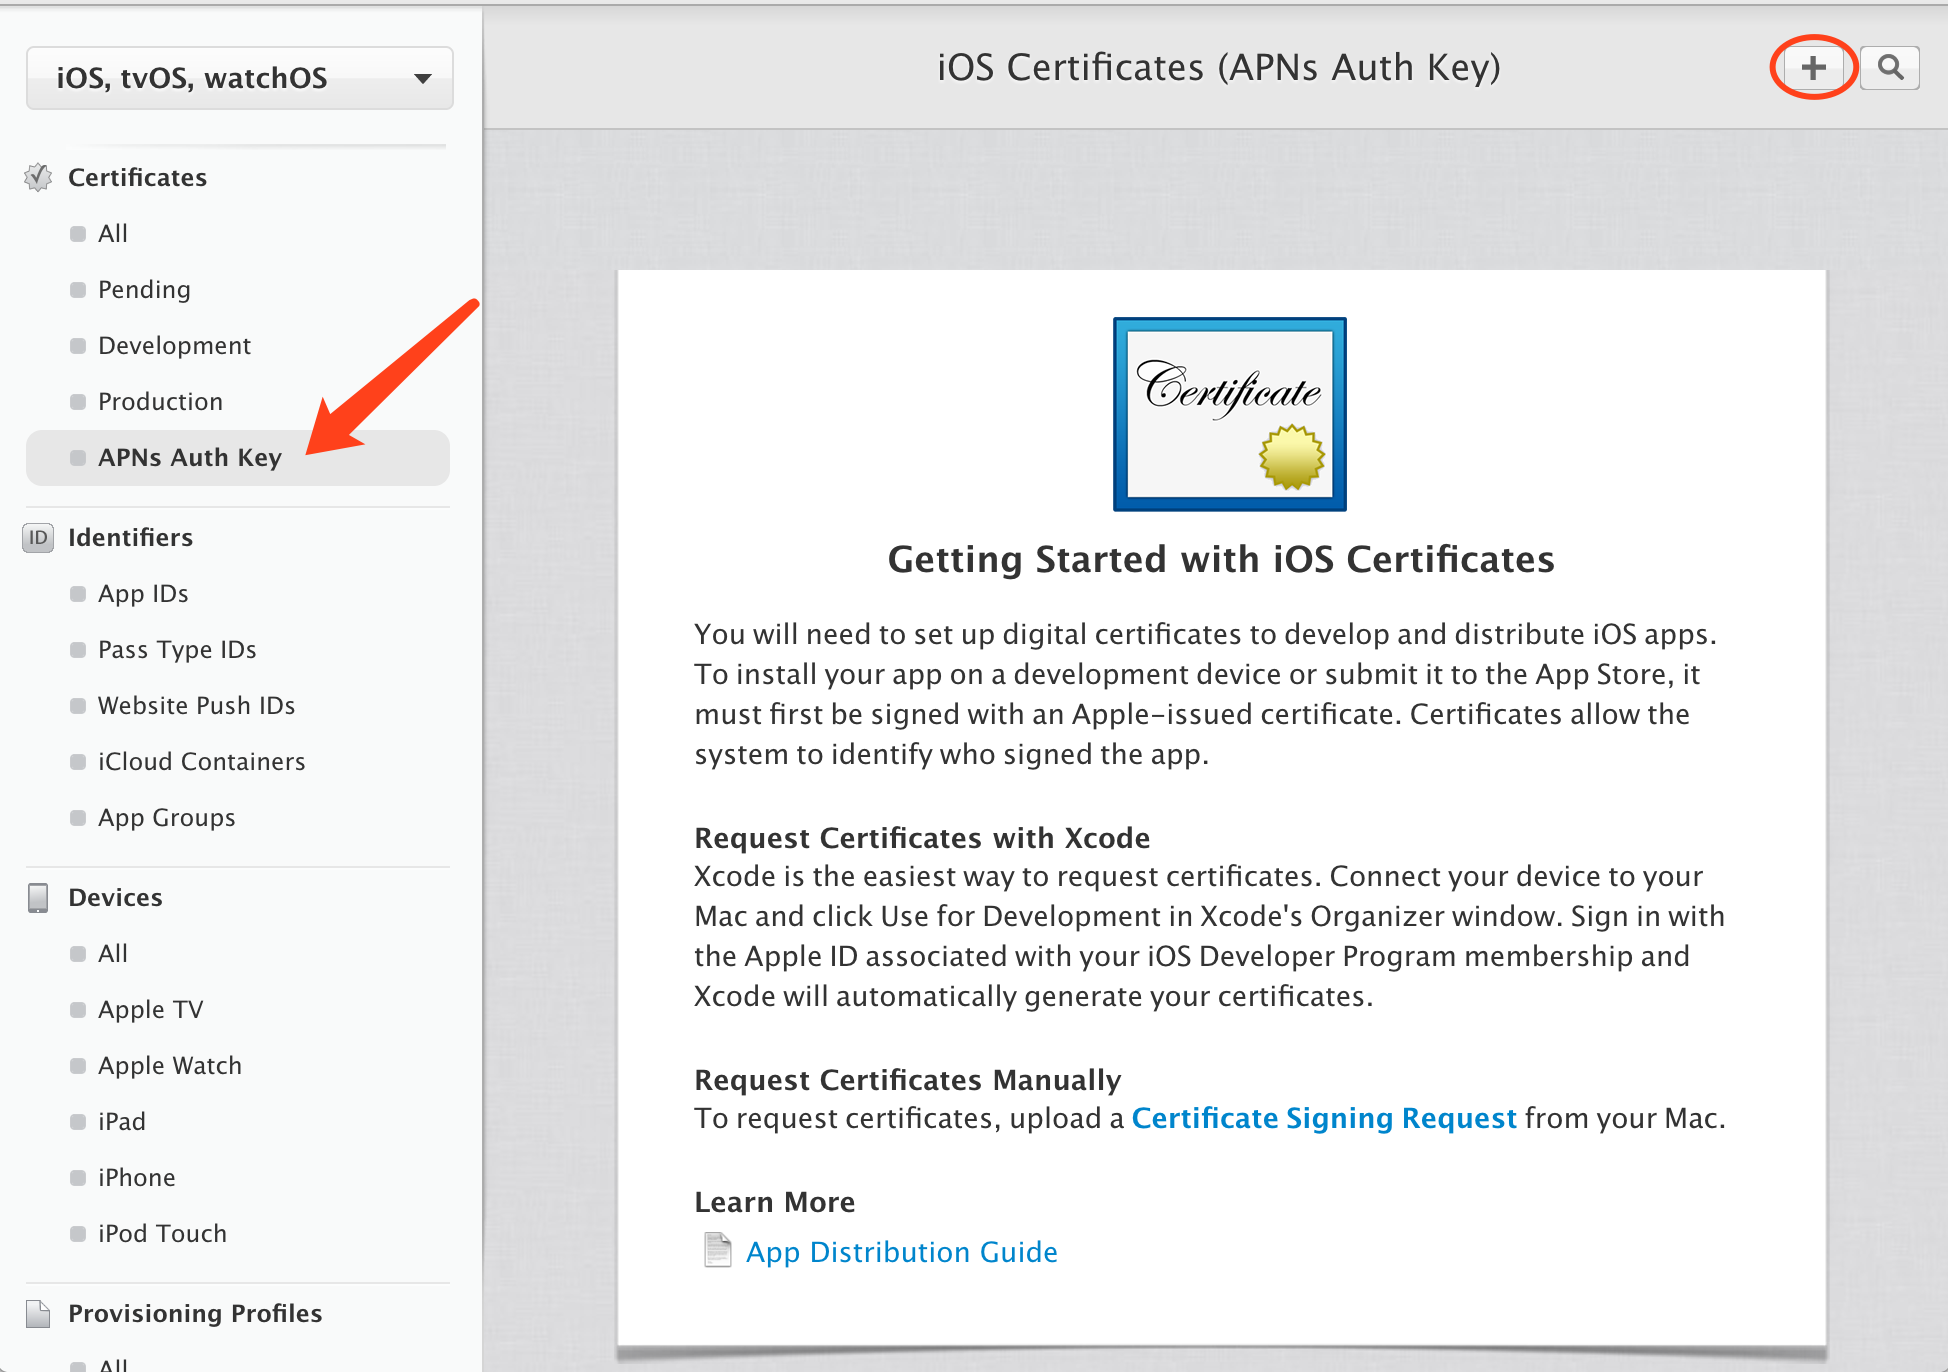 iOS, tvOS, watchOS
Certificates
All
Pending
Development
Production
APNs Auth Key
ID
Identifiers
App IDs
Pass Type IDs
Website Push IDs
iCloud Containers
App Groups
Devices
All
Apple TV
Apple Watch
iPad
iPhone
iPod Touch
Provisioning Profiles
All
iOS Certificates (APNs Auth Key)
Certificate
Getting Started with iOS Certificates
You will need to set up digital certificates to develop and distribute iOS apps.
To install your app on a development device or submit it to the App Store, it
must first be signed with an Apple-issued certificate. Certificates allow the
system to identify who signed the app.
Request Certificates with Xcode
Xcode is the easiest way to request certificates. Connect your device to your
Mac and click Use for Development in Xcode's Organizer window. Sign in with
the Apple ID associated with your iOS Developer Program membership and
Xcode will automatically generate your certificates.
Request Certificates Manually
To request certificates, upload a Certificate Signing Request from your Mac.
Learn More
App Distribution Guide